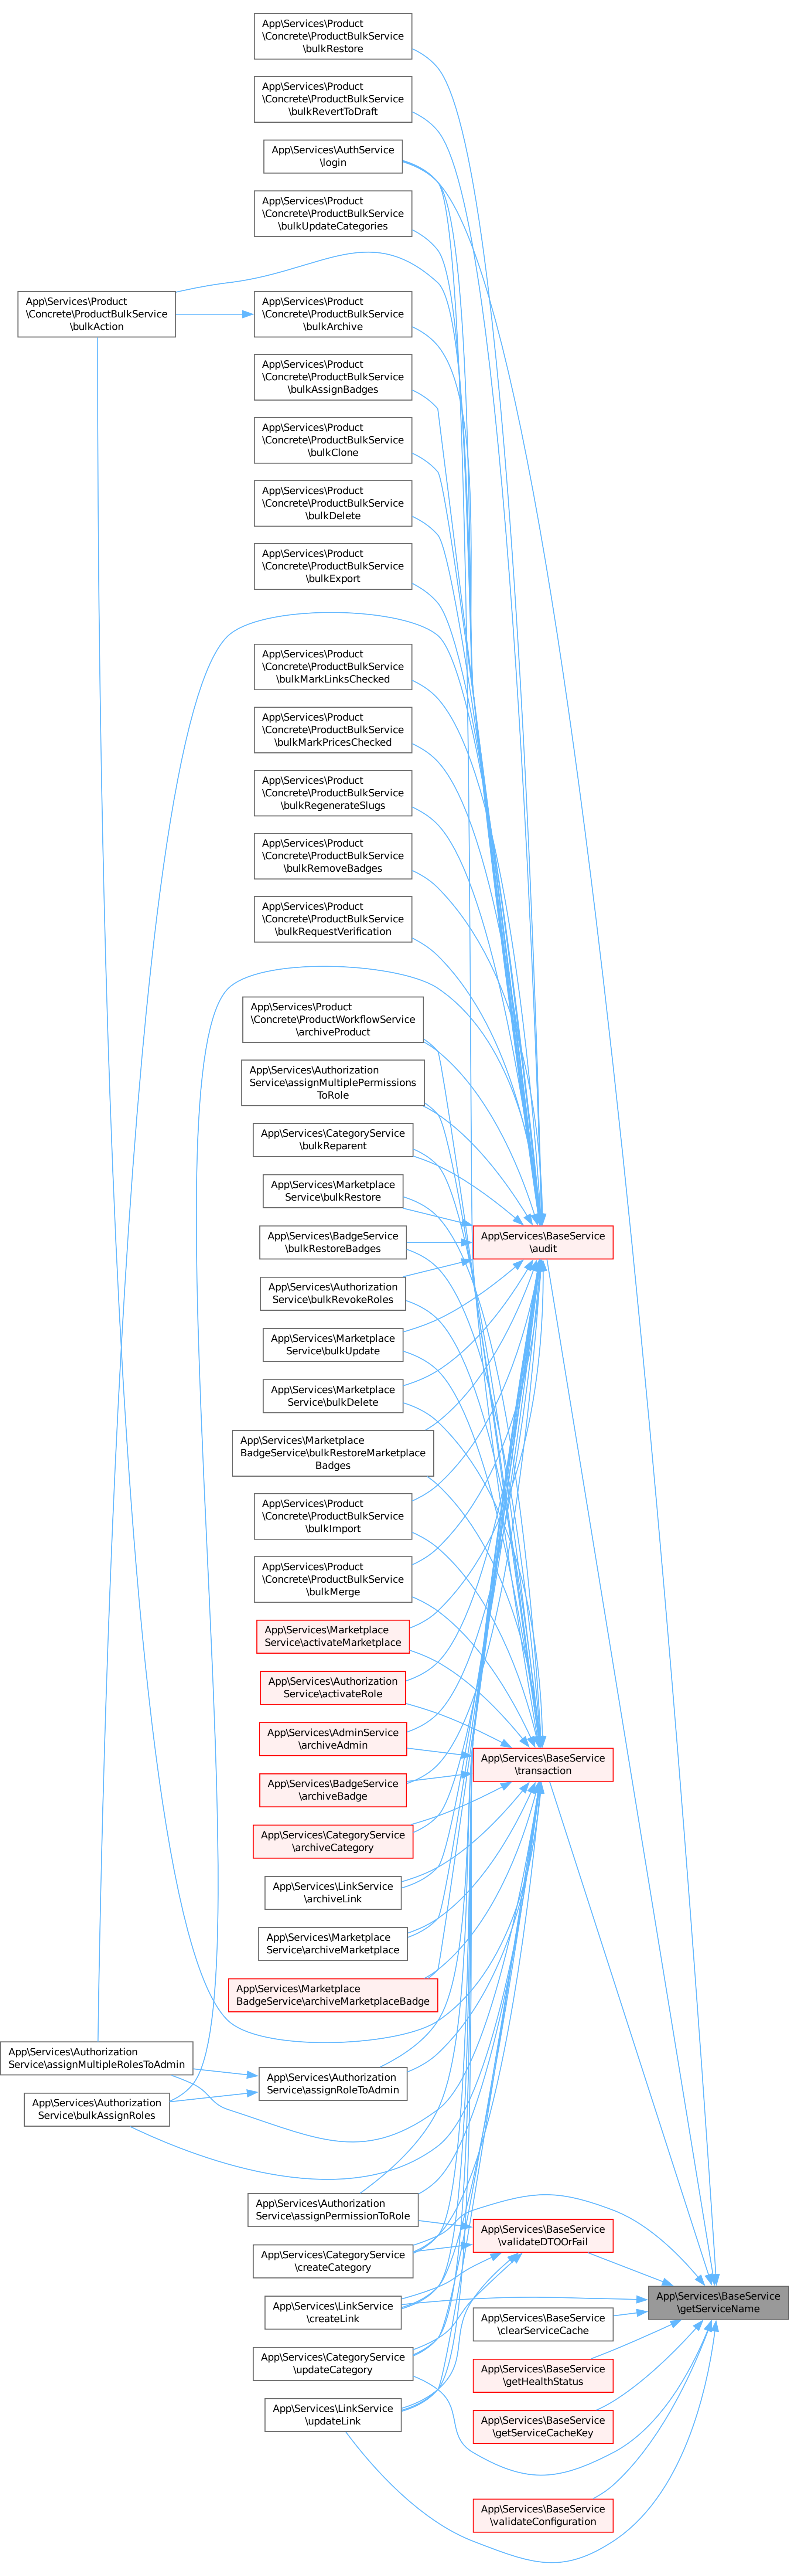 App\Services\Product
\Concrete\ProductBulkService
\bulkRestore
App\Services\Product
\Concrete\ProductBulkService
\bulkRevertToDraft
App\Services\AuthService
\login
App\Services\Product
\Concrete\ProductBulkService
\bulkUpdateCategories
App\Services\Product
\Concrete\ProductBulkService
\bulkAction
App\Services\Product
\Concrete\ProductBulkService
\bulkArchive
App\Services\Product
\Concrete\ProductBulkService
\bulkAssignBadges
App\Services\Product
\Concrete\ProductBulkService
\bulkClone
App\Services\Product
\Concrete\ProductBulkService
\bulkDelete
App\Services\Product
\Concrete\ProductBulkService
\bulkExport
App\Services\Product
\Concrete\ProductBulkService
\bulkMarkLinksChecked
App\Services\Product
\Concrete\ProductBulkService
\bulkMarkPricesChecked
App\Services\Product
\Concrete\ProductBulkService
\bulkRegenerateSlugs
App\Services\Product
\Concrete\ProductBulkService
\bulkRemoveBadges
App\Services\Product
\Concrete\ProductBulkService
\bulkRequestVerification
App\Services\Product
\Concrete\ProductWorkflowService
\archiveProduct
App\Services\Authorization
Service\assignMultiplePermissions
ToRole
App\Services\CategoryService
\bulkReparent
App\Services\Marketplace
Service\bulkRestore
App\Services\BadgeService
\bulkRestoreBadges
App\Services\BaseService
\audit
App\Services\Authorization
Service\bulkRevokeRoles
App\Services\Marketplace
Service\bulkUpdate
App\Services\Marketplace
Service\bulkDelete
App\Services\Marketplace
BadgeService\bulkRestoreMarketplace
Badges
App\Services\Product
\Concrete\ProductBulkService
\bulkImport
App\Services\Product
\Concrete\ProductBulkService
\bulkMerge
App\Services\Marketplace
Service\activateMarketplace
App\Services\Authorization
Service\activateRole
App\Services\AdminService
\archiveAdmin
App\Services\BaseService
\transaction
App\Services\BadgeService
\archiveBadge
App\Services\CategoryService
\archiveCategory
App\Services\LinkService
\archiveLink
App\Services\Marketplace
Service\archiveMarketplace
App\Services\Marketplace
BadgeService\archiveMarketplaceBadge
App\Services\Authorization
Service\assignMultipleRolesToAdmin
App\Services\Authorization
Service\assignRoleToAdmin
App\Services\Authorization
Service\bulkAssignRoles
App\Services\Authorization
Service\assignPermissionToRole
App\Services\BaseService
\validateDTOOrFail
App\Services\CategoryService
\createCategory
App\Services\BaseService
\getServiceName
App\Services\LinkService
\createLink
App\Services\BaseService
\clearServiceCache
App\Services\CategoryService
\updateCategory
App\Services\BaseService
\getHealthStatus
App\Services\LinkService
\updateLink
App\Services\BaseService
\getServiceCacheKey
App\Services\BaseService
\validateConfiguration